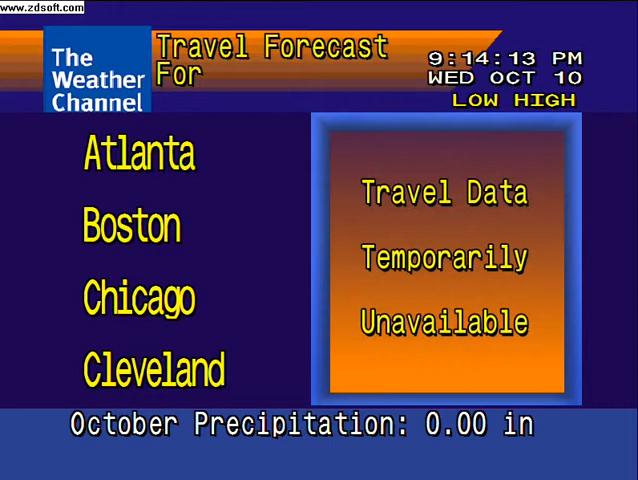 www.zdsoft.com
The
Weather
Channel
Travel Forecast
For
9:14:13 PM
WED OCT 10
LOW HIGH
Atlanta
Boston
Chicago
Cleveland
Travel Data
Temporarily
Unavailable
October Precipitation: 0.00 in